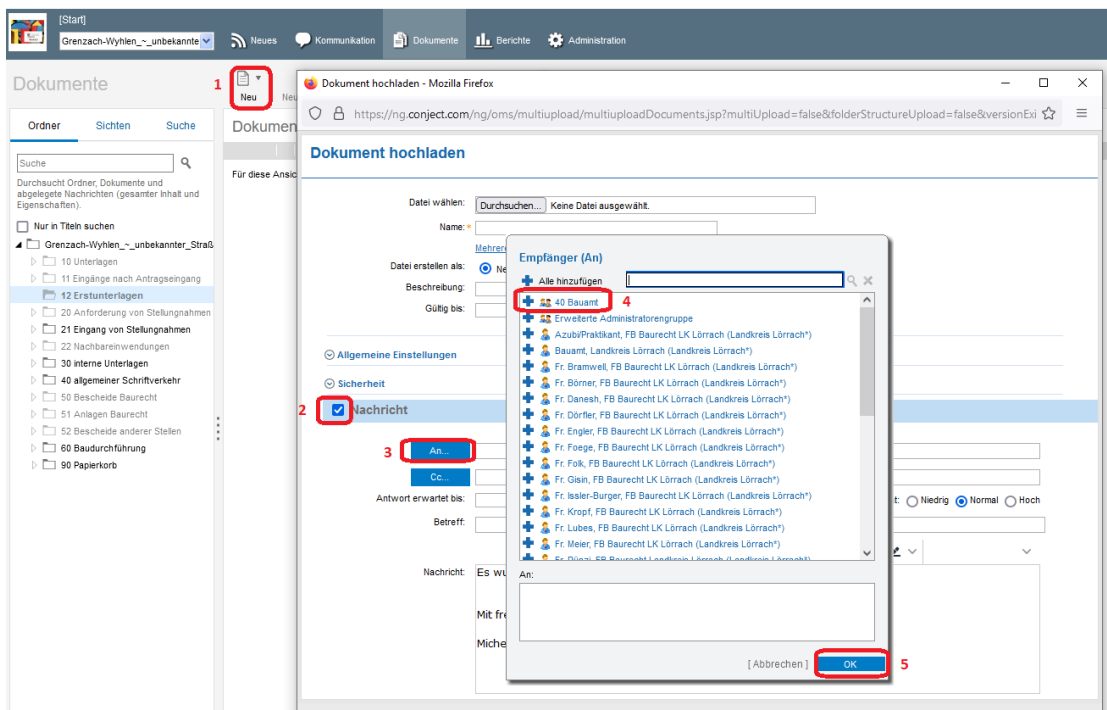 [Start]
Grenzach-Wyhlen_~_unbekannte
Neues
Kommunikation
Dokumente
Berichte
Administration
Dokumente
1
Neu
Neu
Ordner
Sichten
Suche
Dokumen
Suche
Durchsucht Ordner, Dokumente und
abgelegte Nachrichten (gesamter Inhalt und
Eigenschaften).
Für diese Ansic
Nur in Titeln suchen
Grenzach-Wyhlen_~_unbekannter_Straß
10 Unterlagen
11 Eingänge nach Antragseingang
12 Erstunterlagen
20 Anforderung von Stellungnahmen
21 Eingang von Stellungnahmen
22 Nachbareinwendungen
30 interne Unterlagen
40 allgemeiner Schriftverkehr
50 Bescheide Baurecht
51 Anlagen Baurecht
52 Bescheide anderer Stellen
60 Baudurchführung
90 Papierkorb
Dokument hochladen - Mozilla Firefox
https://ng.conject.com/ng/oms/multiupload/multiuploadDocuments.jsp?multiUpload=false&folderStructureUpload=false&versionExi
Dokument hochladen
Datei wählen:
Durchsuchen...
Keine Datei ausgewählt.
Name:*
Mehrere
Datei erstellen als:
Ne
Beschreibung:
Gültig bis:
Allgemeine Einstellungen
Sicherheit
2
Nachricht
3
An...
Cc...
Antwort erwartet bis:
t:
Niedrig
Normal
Hoch
Betreff:
Nachricht:
Es wu
Mit fre
Miche
Empfänger (An)
Alle hinzufügen
40 Bauamt
4
Erweiterte Administratorengruppe
Azubi/Praktikant, FB Baurecht LK Lörrach (Landkreis Lörrach*)
Bauamt, Landkreis Lörrach (Landkreis Lörrach*)
Fr. Bramwell, FB Baurecht LK Lörrach (Landkreis Lörrach*)
Fr. Börner, FB Baurecht LK Lörrach (Landkreis Lörrach*)
Fr. Danesh, FB Baurecht LK Lörrach (Landkreis Lörrach*)
Fr. Dörfler, FB Baurecht LK Lörrach (Landkreis Lörrach*)
Fr. Engler, FB Baurecht LK Lörrach (Landkreis Lörrach*)
Fr. Foege, FB Baurecht LK Lörrach (Landkreis Lörrach*)
Fr. Folk, FB Baurecht LK Lörrach (Landkreis Lörrach*)
Fr. Gisin, FB Baurecht LK Lörrach (Landkreis Lörrach*)
Fr. Issler-Burger, FB Baurecht LK Lörrach (Landkreis Lörrach*)
Fr. Kropf, FB Baurecht LK Lörrach (Landkreis Lörrach*)
Fr. Lubes, FB Baurecht LK Lörrach (Landkreis Lörrach*)
Fr. Meier, FB Baurecht LK Lörrach (Landkreis Lörrach*)
An:
[ Abbrechen ]
OK
5